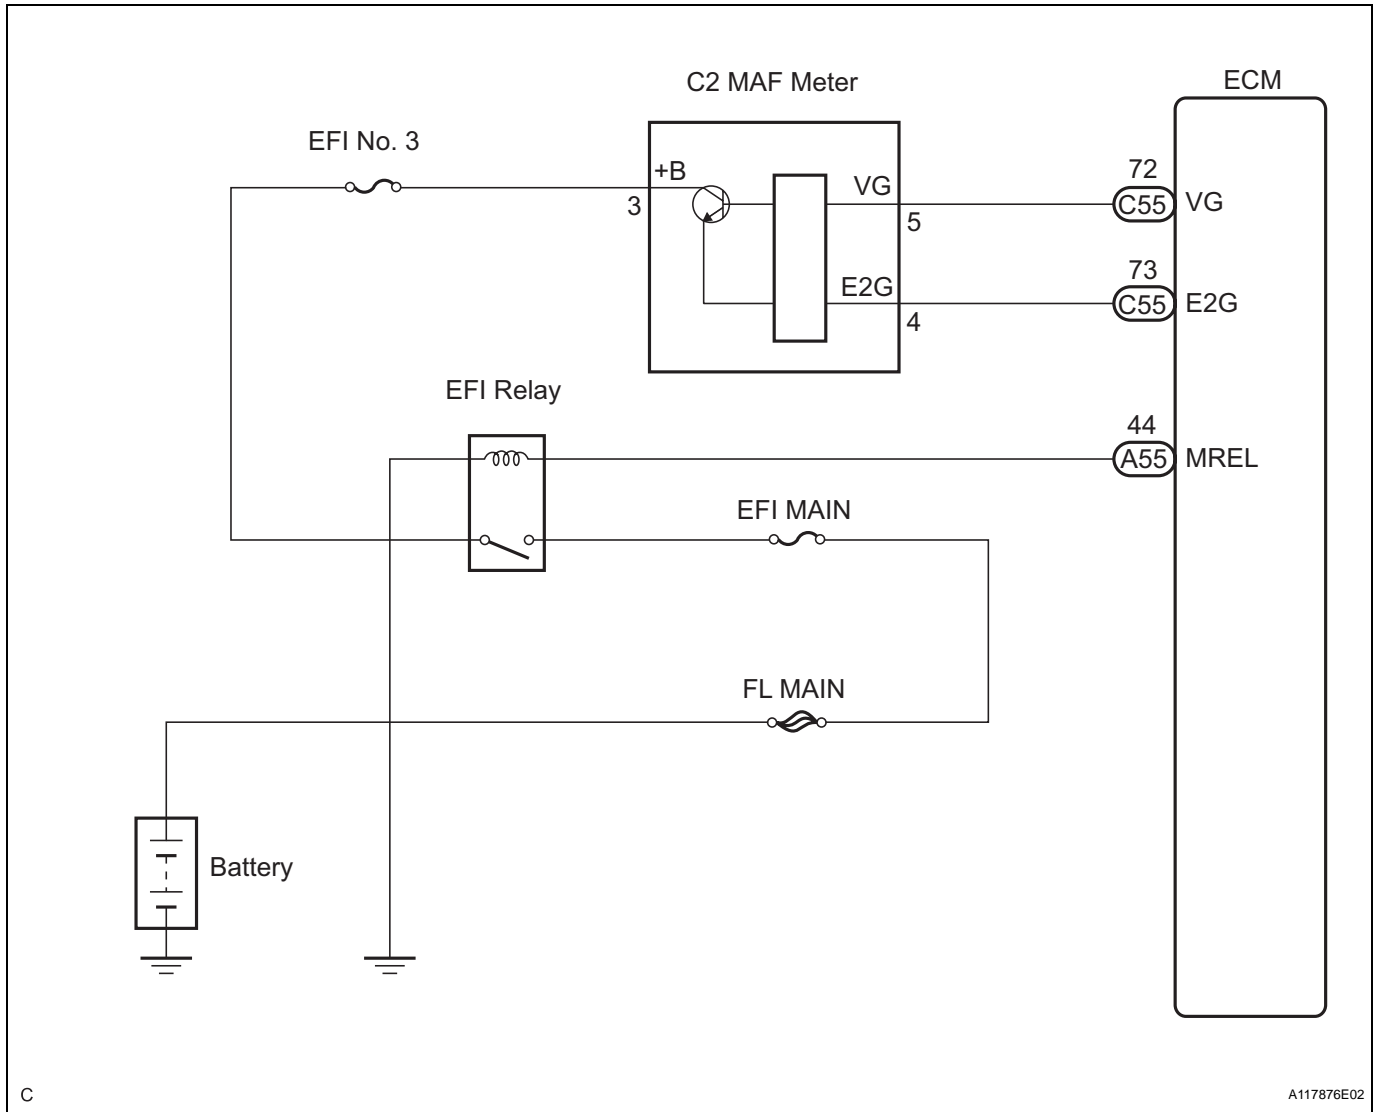 C2 MAF Meter
ECM
EFI No. 3
+B
3
VG
5
72
C55
VG
E2G
4
73
C55
E2G
EFI Relay
44
A55
MREL
EFI MAIN
FL MAIN
Battery
C
A117876E02